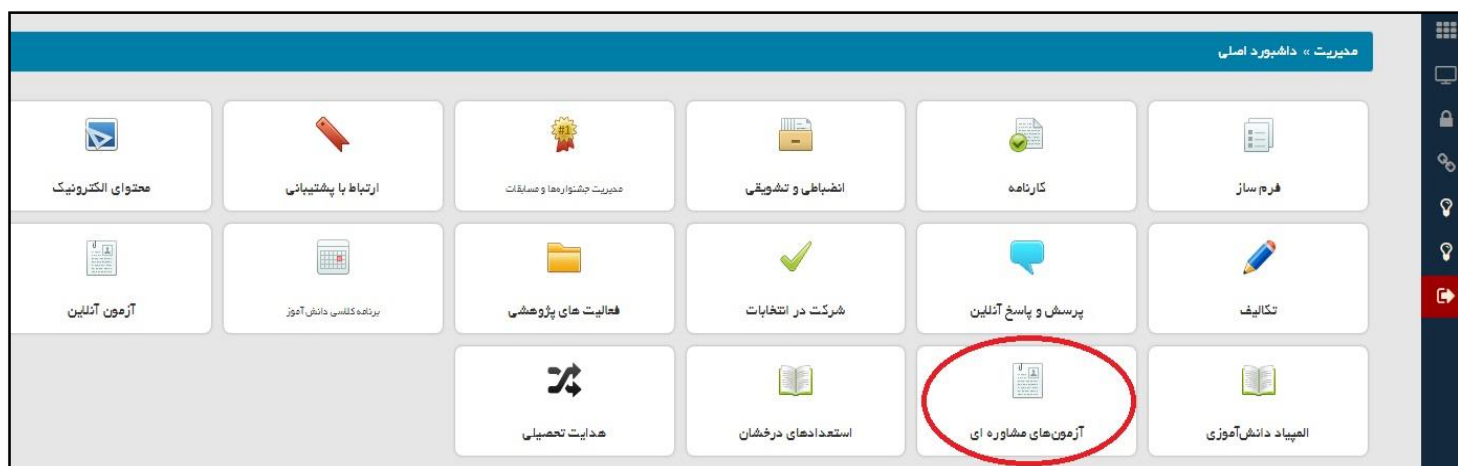 مدیریت » داشبورد اصلی
#1
فرم ساز
کارنامه
انضباطی و تشویقی
مدیریت جشنواره‌ها و مسابقات
ارتباط با پشتیبانی
محتوای الکترونیک
تکالیف
پرسش و پاسخ آنلاین
شرکت در انتخابات
فعالیت های پژوهشی
برنامه کلاسی دانش آموز
آزمون آنلاین
المپیاد دانش‌آموزی
آزمون‌های مشاوره ای
استعدادهای درخشان
هدایت تحصیلی